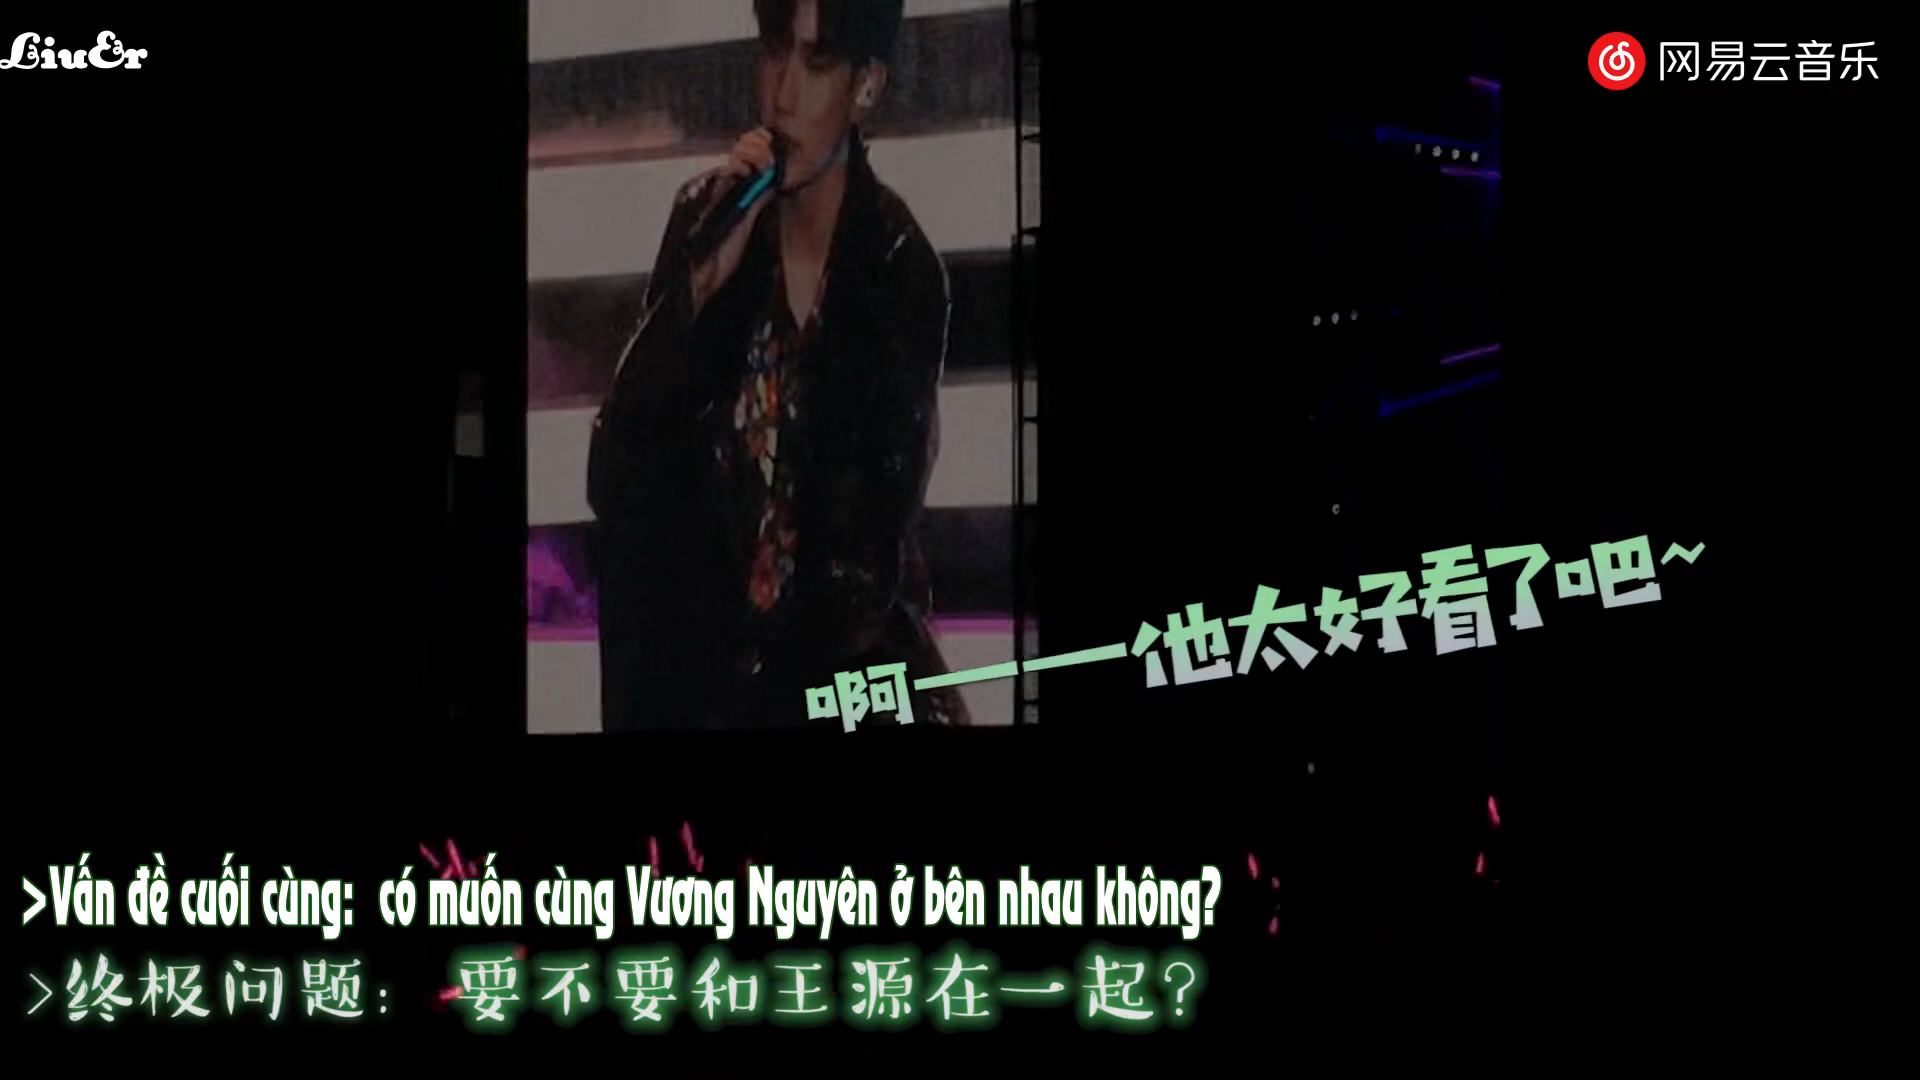 LiuEr
网易云音乐
啊——他太好看了吧~
>Vấn đề cuối cùng: có muốn cùng Vương Nguyên ở bên nhau không?
>终极问题: 要不要和王源在一起?